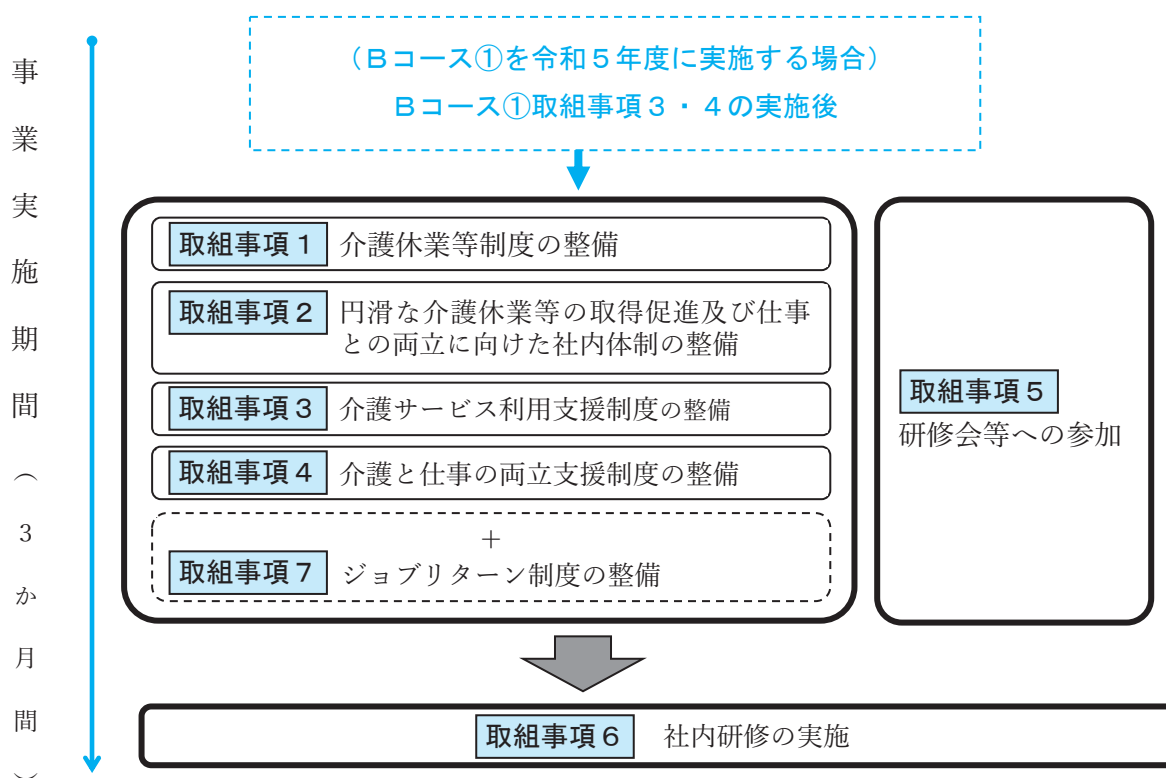 事業実施期間（３か月間）
（Ｂコース①を令和５年度に実施する場合）
Ｂコース①取組事項３・４の実施後
取組事項１ 介護休業等制度の整備
取組事項２ 円滑な介護休業等の取得促進及び仕事
との両立に向けた社内体制の整備
取組事項３ 介護サービス利用支援制度の整備
取組事項４ 介護と仕事の両立支援制度の整備
＋
取組事項７ ジョブリターン制度の整備
取組事項５
研修会等への参加
取組事項６ 社内研修の実施